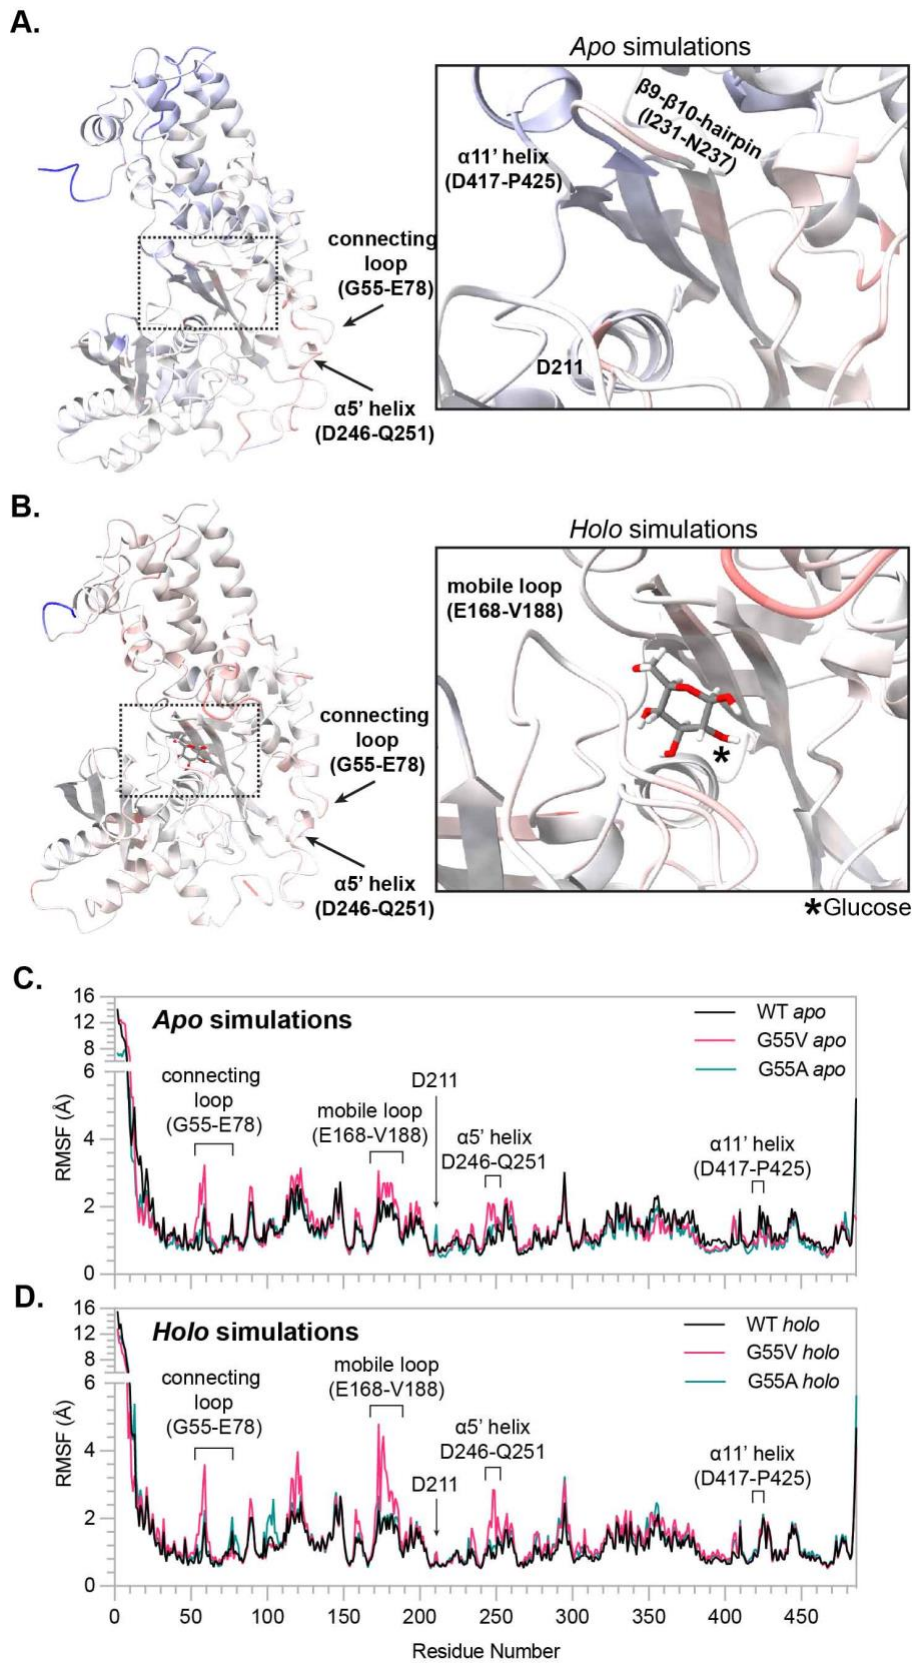 A.
Apo simulations
β9-β10-hairpin
(I231-N237)
α11’ helix
(D417-P425)
connecting
loop
(G55-E78)
D211
α5’ helix
(D246-Q251)
B.
Holo simulations
mobile loop
(E168-V188)
connecting
loop
(G55-E78)
*
α5’ helix
(D246-Q251)
*Glucose
C.
16
12
8
6
4
2
0
RMSF (Å)
Apo simulations
WT apo
G55V apo
G55A apo
connecting
loop
(G55-E78)
mobile loop
(E168-V188)
D211
α5’ helix
D246-Q251
α11’ helix
(D417-P425)
D.
16
12
8
6
4
2
0
RMSF (Å)
Holo simulations
WT holo
G55V holo
G55A holo
connecting
loop
(G55-E78)
mobile loop
(E168-V188)
D211
α5’ helix
D246-Q251
α11’ helix
(D417-P425)
0 50 100 150 200 250 300 350 400 450
Residue Number